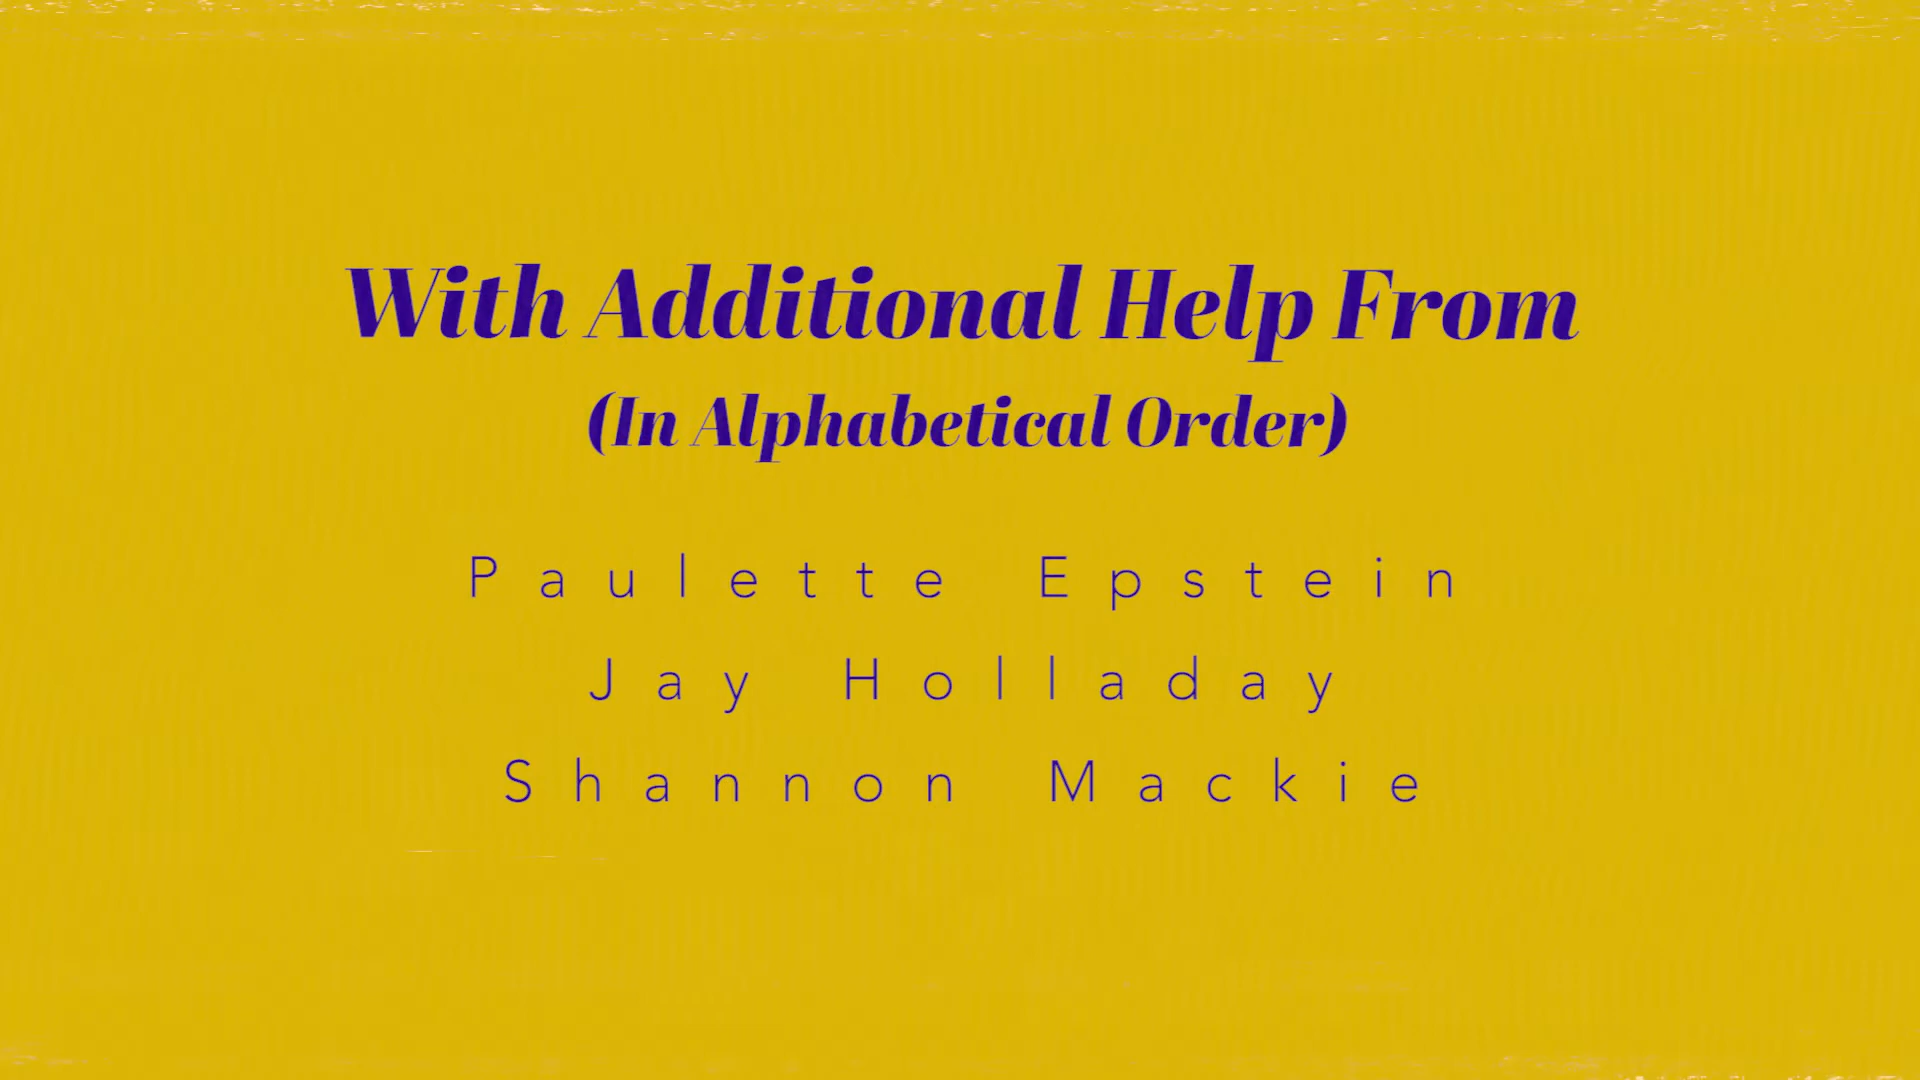 With Additional Help From
(In Alphabetical Order)
Paulette Epstein
Jay Holladay
Shannon Mackie